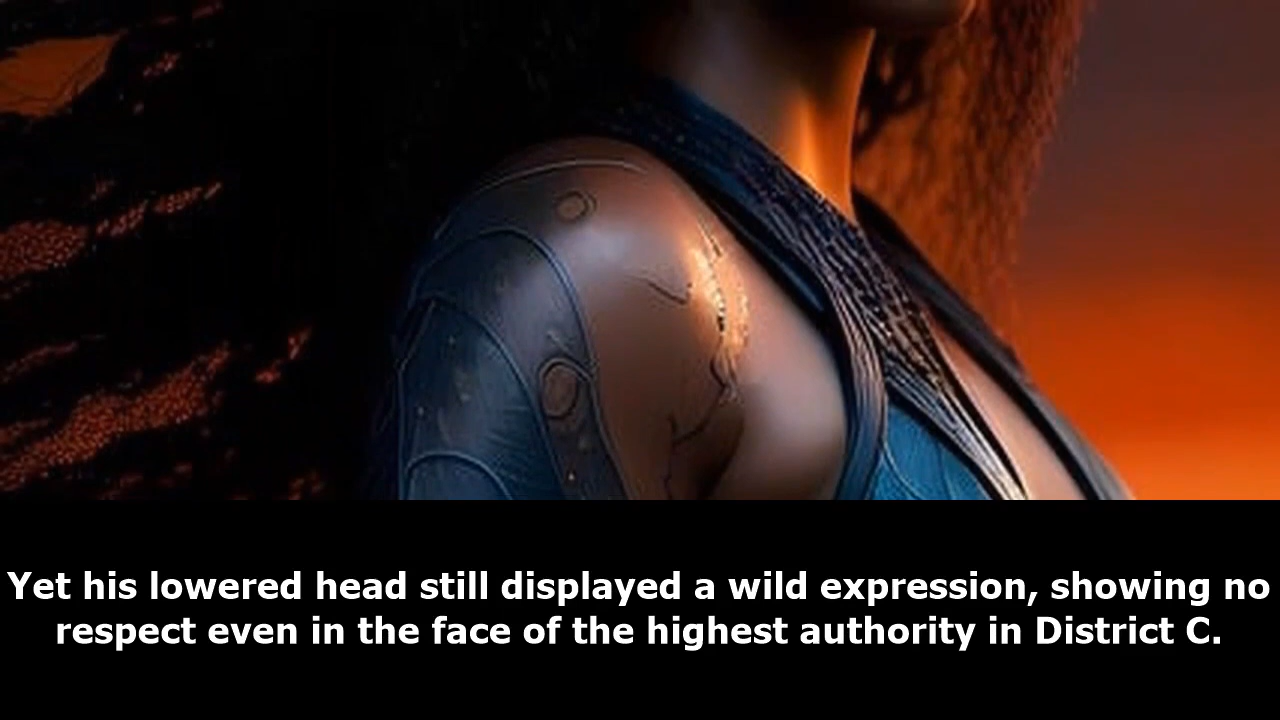 Yet his lowered head still displayed a wild expression, showing no
respect even in the face of the highest authority in District C.